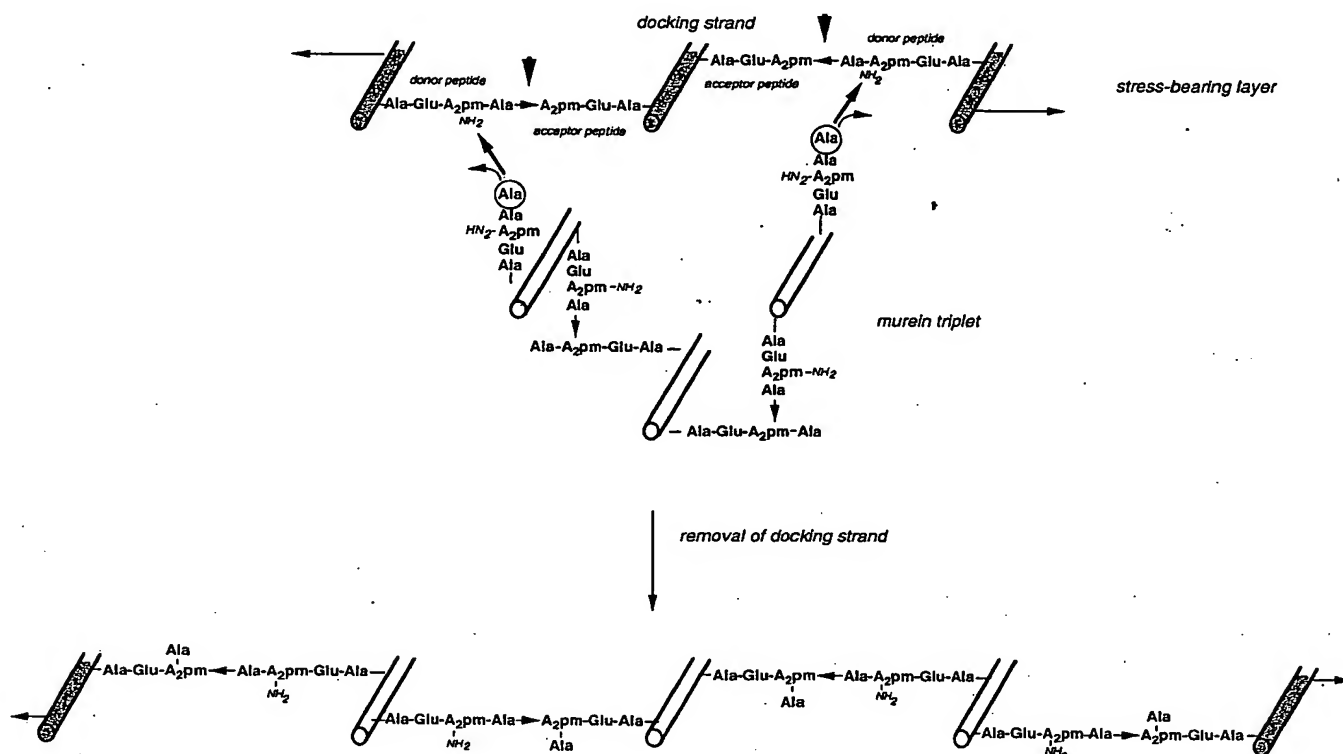 docking strand
donor peptide
Ala-Glu-A₂pm Ala-A₂pm-Glu-Ala
NH₂
donor peptide
acceptor peptide
stress-bearing layer
Ala-Glu-A₂pm-Ala A₂pm-Glu-Ala
NH₂
acceptor peptide
Ala
Ala
HN₂-A₂pm
Glu
Ala
Ala
Ala
HN₂-A₂pm
Glu
Ala
Ala
Glu
A₂pm-NH₂
Ala
Ala-A₂pm-Glu-Ala
murein triplet
Ala
Glu
A₂pm-NH₂
Ala
Ala-Glu-A₂pm-Ala
removal of docking strand
Ala
Ala-Glu-A₂pm Ala-A₂pm-Glu-Ala
NH₂
Ala-Glu-A₂pm-Ala A₂pm-Glu-Ala
NH₂ Ala
Ala-Glu-A₂pm Ala-A₂pm-Glu-Ala
Ala NH₂
Ala
Ala-Glu-A₂pm-Ala A₂pm-Glu-Ala
NH₂